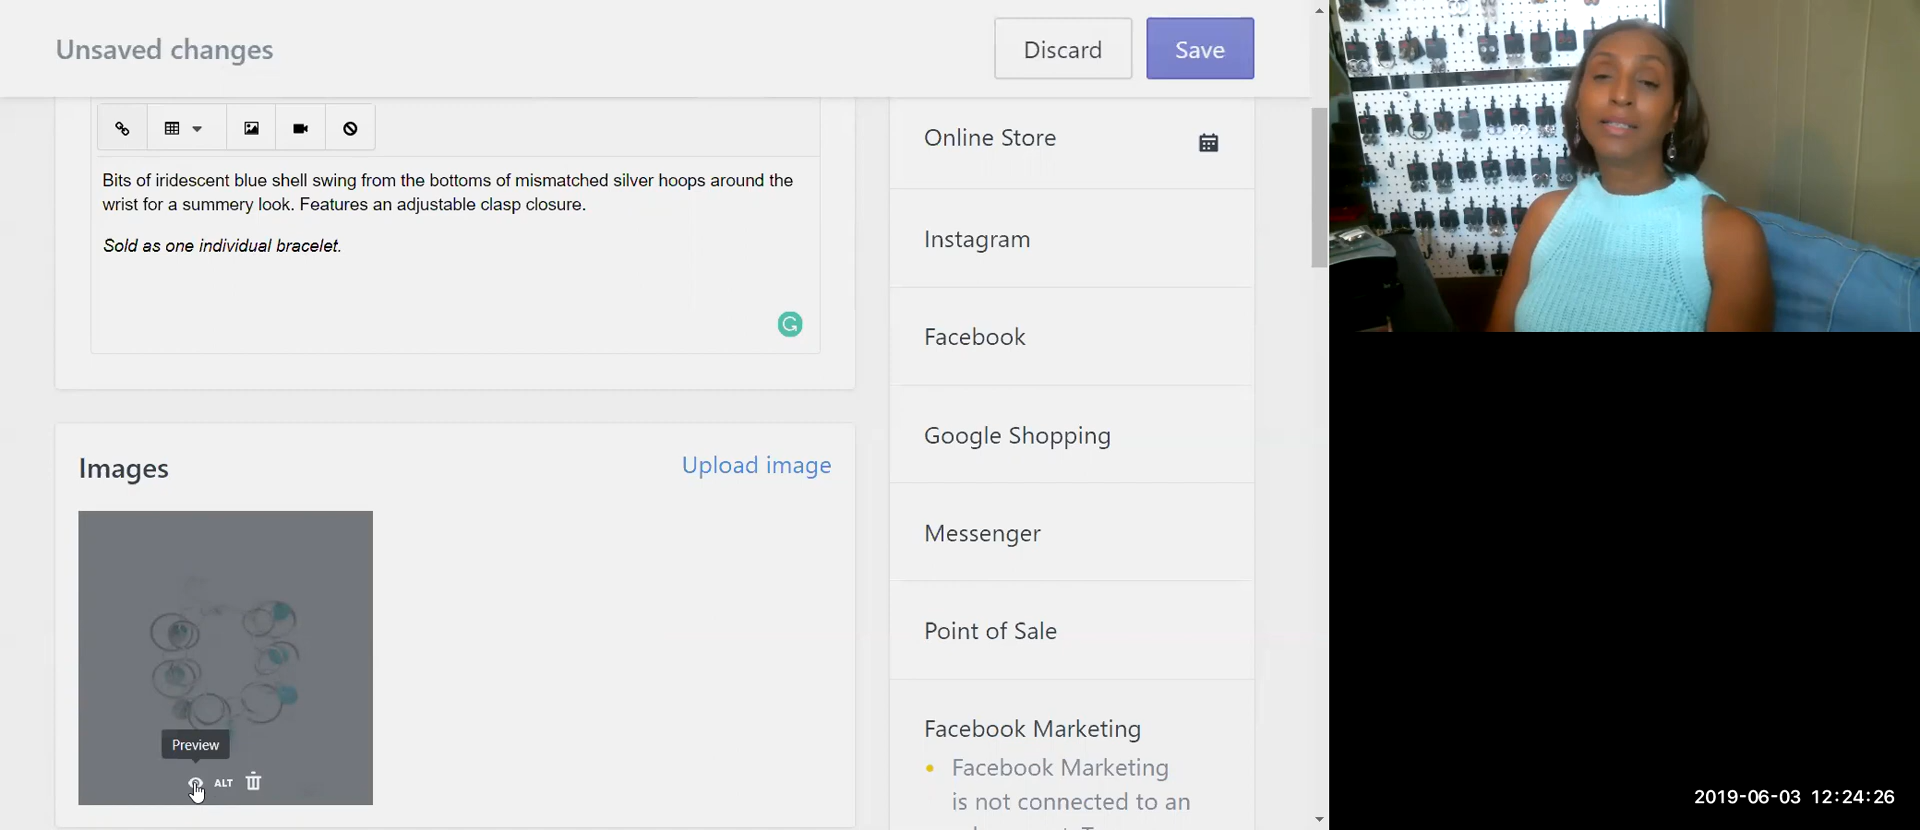 Unsaved changes
Discard
Save
Bits of iridescent blue shell swing from the bottoms of mismatched silver hoops around the
wrist for a summery look. Features an adjustable clasp closure.
Sold as one individual bracelet.
Images
Upload image
Preview
ALT
Online Store
Instagram
Facebook
Google Shopping
Messenger
Point of Sale
Facebook Marketing
Facebook Marketing
is not connected to an
2019-06-03 12:24:26